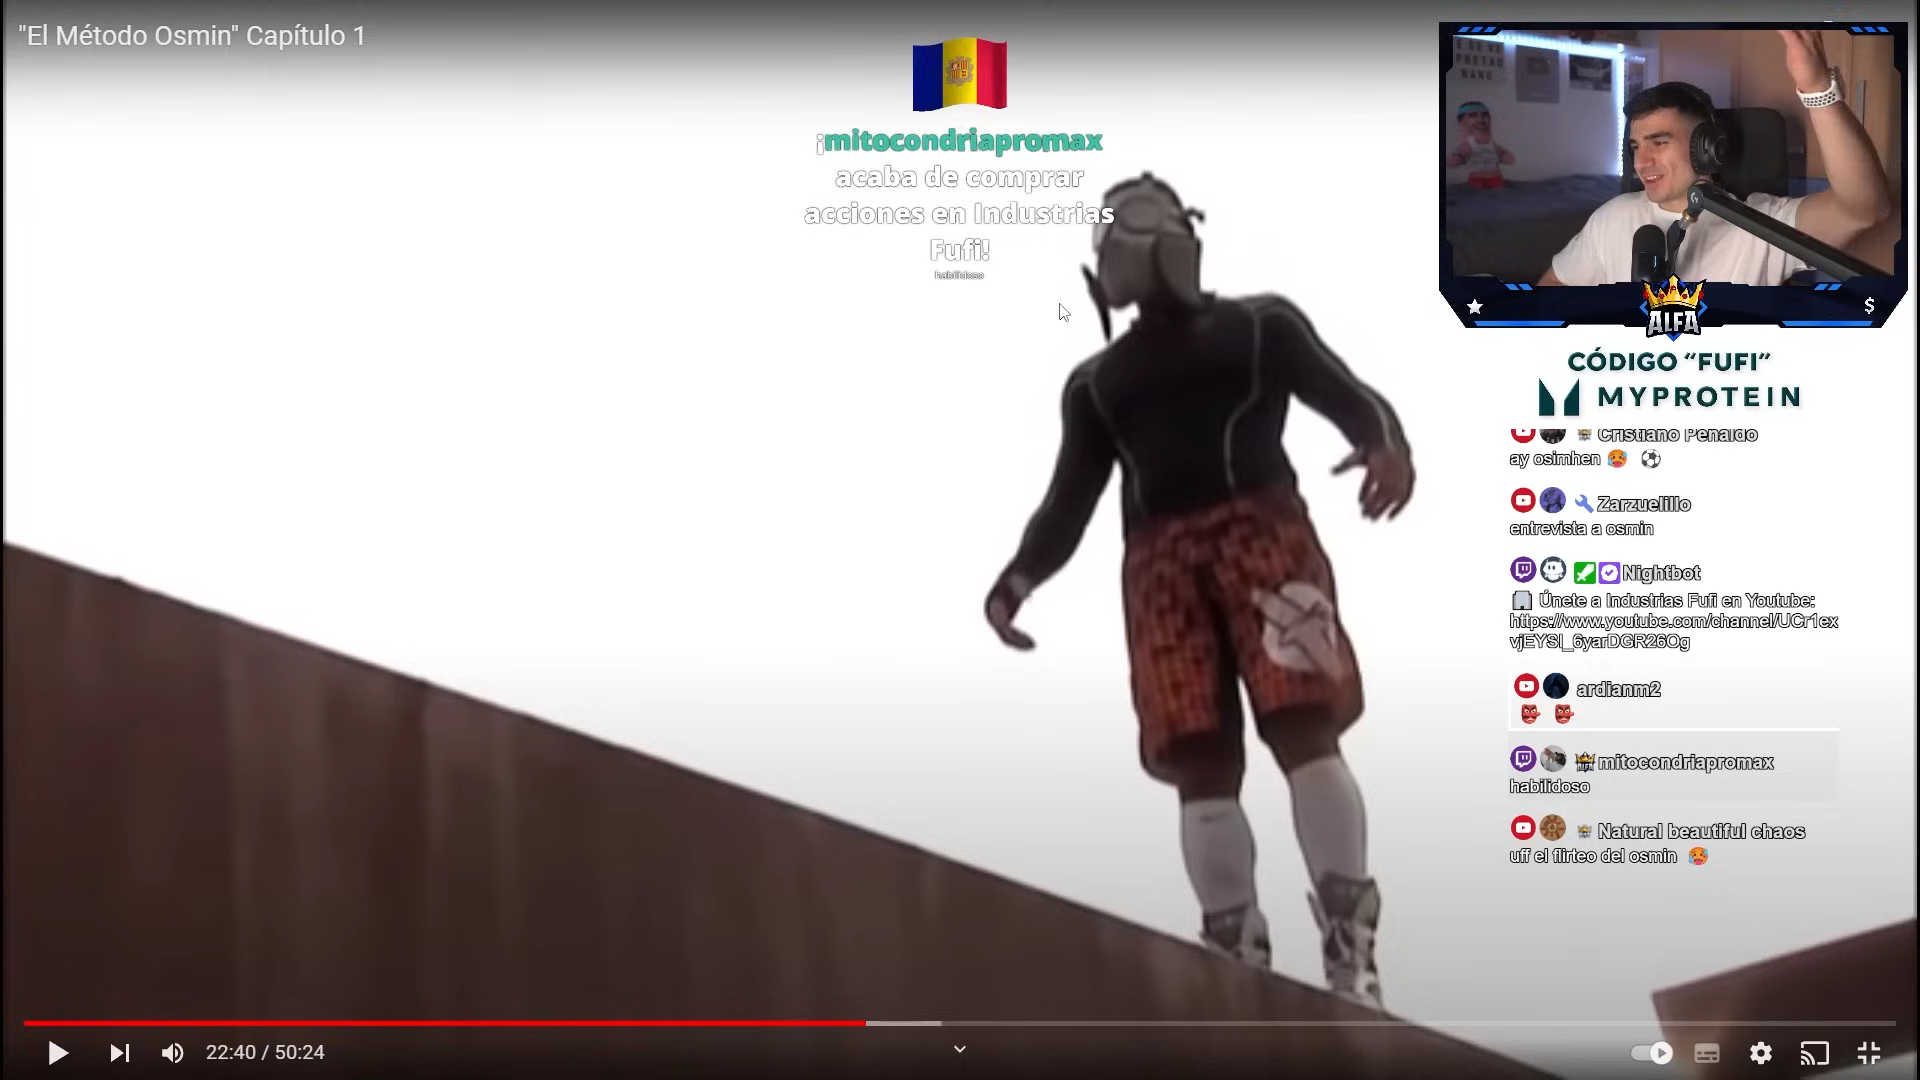 "El Método Osmin" Capítulo 1
¡mitocondriapromax
acaba de comprar
acciones en Industrias
Fufi!
habilidoso
ALFA
$
CÓDIGO “FUFI”
MYPROTEIN
Cristiano Penaldo
ay osimhen
Zarzuelillo
entrevista a osmin
Nightbot
Únete a Industrias Fufi en Youtube:
https://www.youtube.com/channel/UCr1ex
vjEYSl_6yarDGR26Og
ardianm2
mitocondriapromax
habilidoso
Natural beautiful chaos
uff el flirteo del osmin
22:40 / 50:24